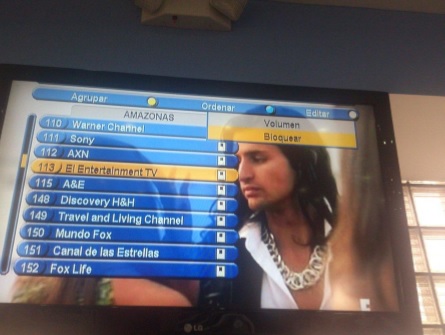 Agrupar Ordenar Editar
AMAZONAS
Volumen
Bloquear
110 Warner Channel
111 Sony
112 AXN
113 E! Entertainment TV
115 A&E
148 Discovery H&H
149 Travel and Living Channel
150 Mundo Fox
151 Canal de las Estrellas
152 Fox Life
E
LG